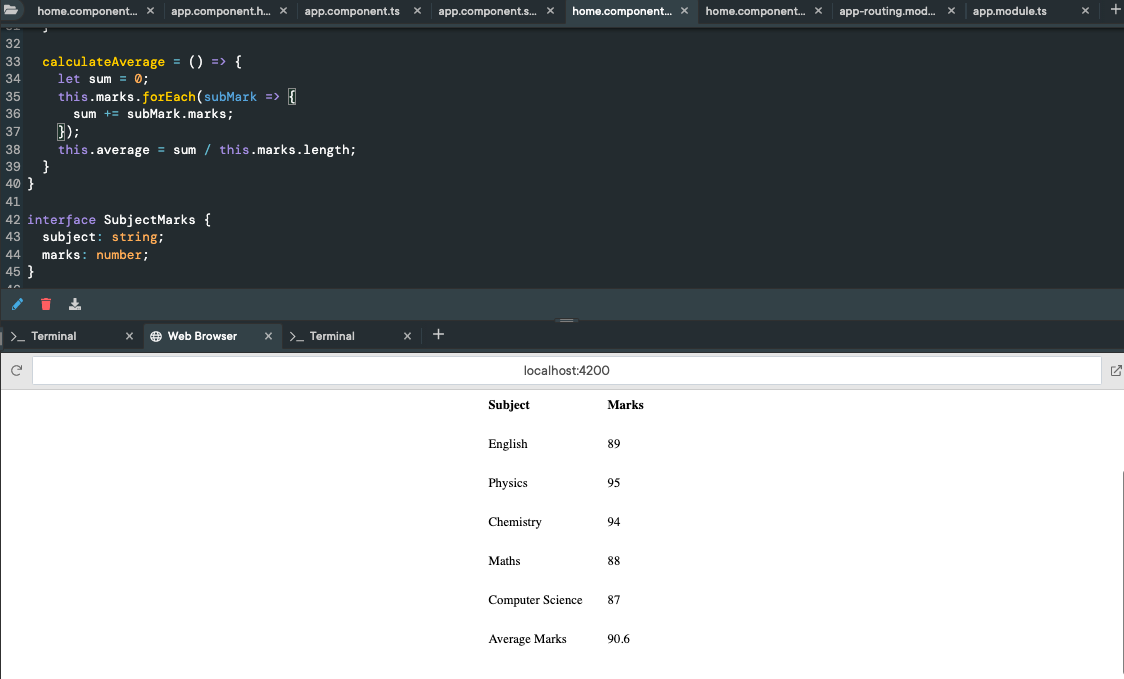 home.component... × app.component.h... × app.component.ts × app.component.s... × home.component... × home.component... × app-routing.mod... × app.module.ts × +
32
33 calculateAverage = () => {
34 let sum = 0;
35 this.marks.forEach(subMark => {
36 sum += subMark.marks;
37 });
38 this.average = sum / this.marks.length;
39 }
40 }
41
42 interface SubjectMarks {
43 subject: string;
44 marks: number;
45 }
>_ Terminal × Web Browser × >_ Terminal × +
localhost:4200
Subject Marks
English 89
Physics 95
Chemistry 94
Maths 88
Computer Science 87
Average Marks 90.6